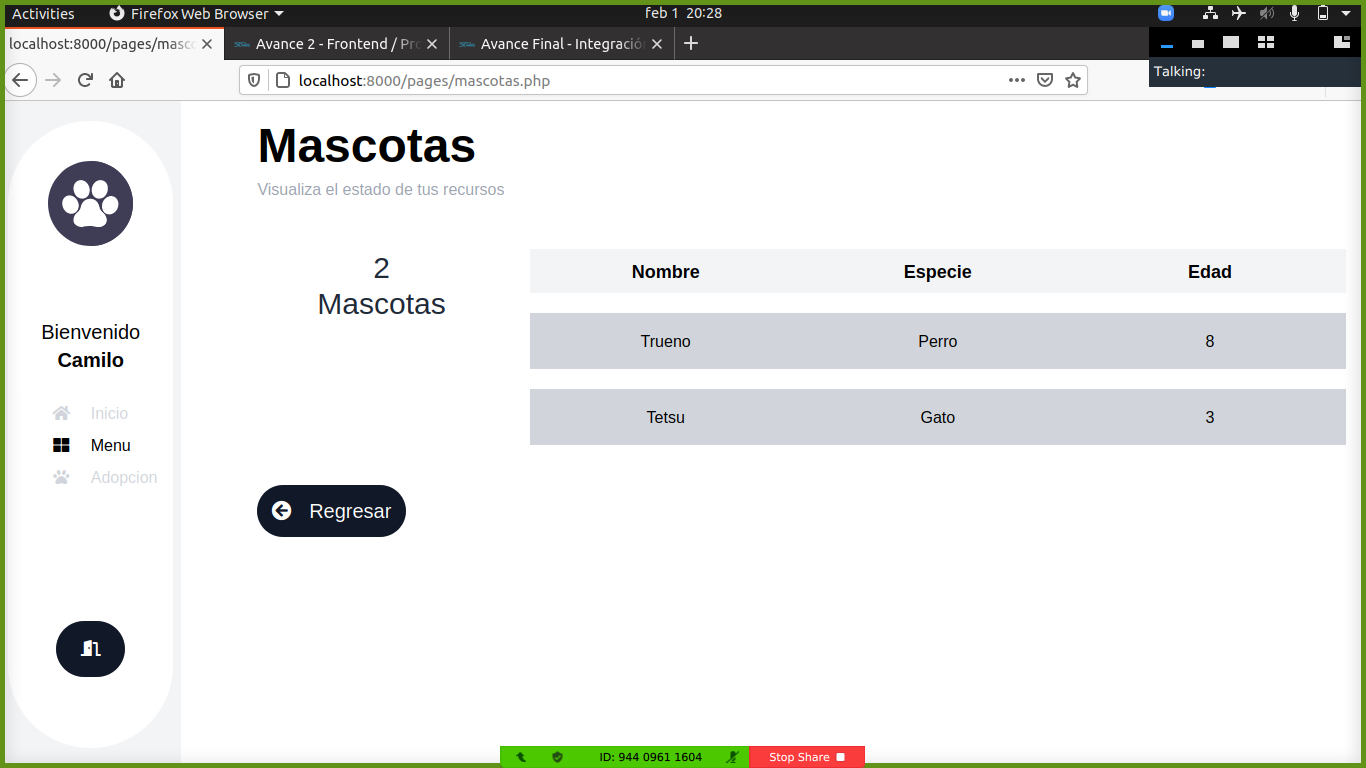 Activities Firefox Web Browser feb 1 20:28
localhost:8000/pages/masco Avance 2 - Frontend / Pro Avance Final - Integració
Talking:
localhost:8000/pages/mascotas.php
Mascotas
Visualiza el estado de tus recursos
2
Mascotas
Nombre Especie Edad
Trueno Perro 8
Tetsu Gato 3
Bienvenido
Camilo
Inicio
Menu
Adopcion
Regresar
ID: 944 0961 1604 Stop Share